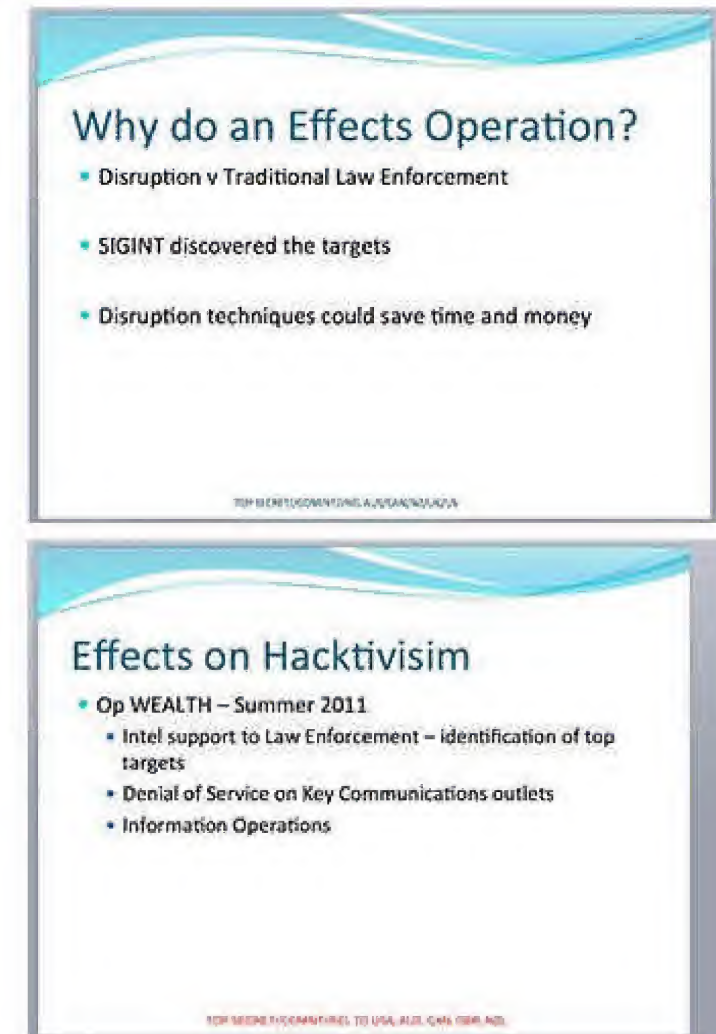 Why do an Effects Operation?
• Disruption v Traditional Law Enforcement
• SIGINT discovered the targets
• Disruption techniques could save time and money
Effects on Hacktivisim
• Op WEALTH – Summer 2011
• Intel support to Law Enforcement – identification of top
targets
• Denial of Service on Key Communications outlets
• Information Operations
TO USA,